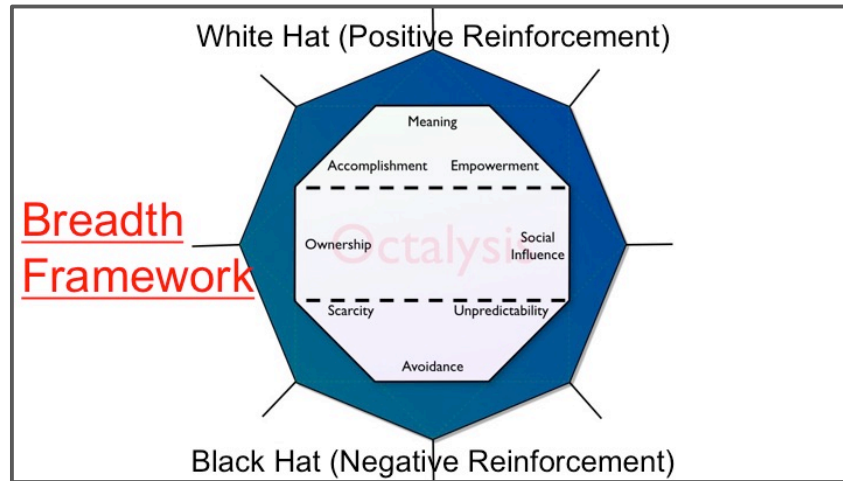 White Hat (Positive Reinforcement)
Meaning
Accomplishment Empowerment
Breadth
Framework
Octalysis
Ownership
Social
Influence
Scarcity Unpredictability
Avoidance
Black Hat (Negative Reinforcement)